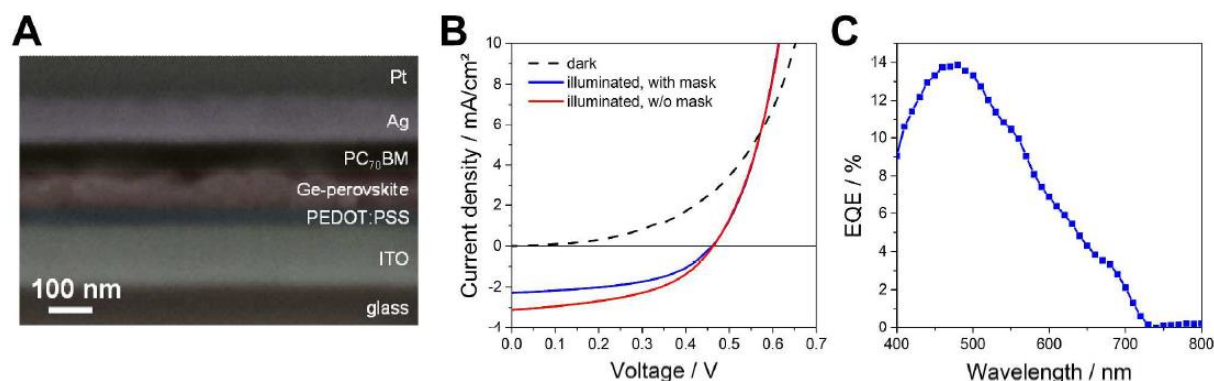 A
Pt
Ag
PC₇₀BM
Ge-perovskite
PEDOT:PSS
ITO
100 nm
glass
B
Current density / mA/cm²
10
8
6
4
2
0
−2
−4
dark
illuminated, with mask
illuminated, w/o mask
0.0 0.1 0.2 0.3 0.4 0.5 0.6 0.7
Voltage / V
C
EQE / %
14
12
10
8
6
4
2
0
400 500 600 700 800
Wavelength / nm